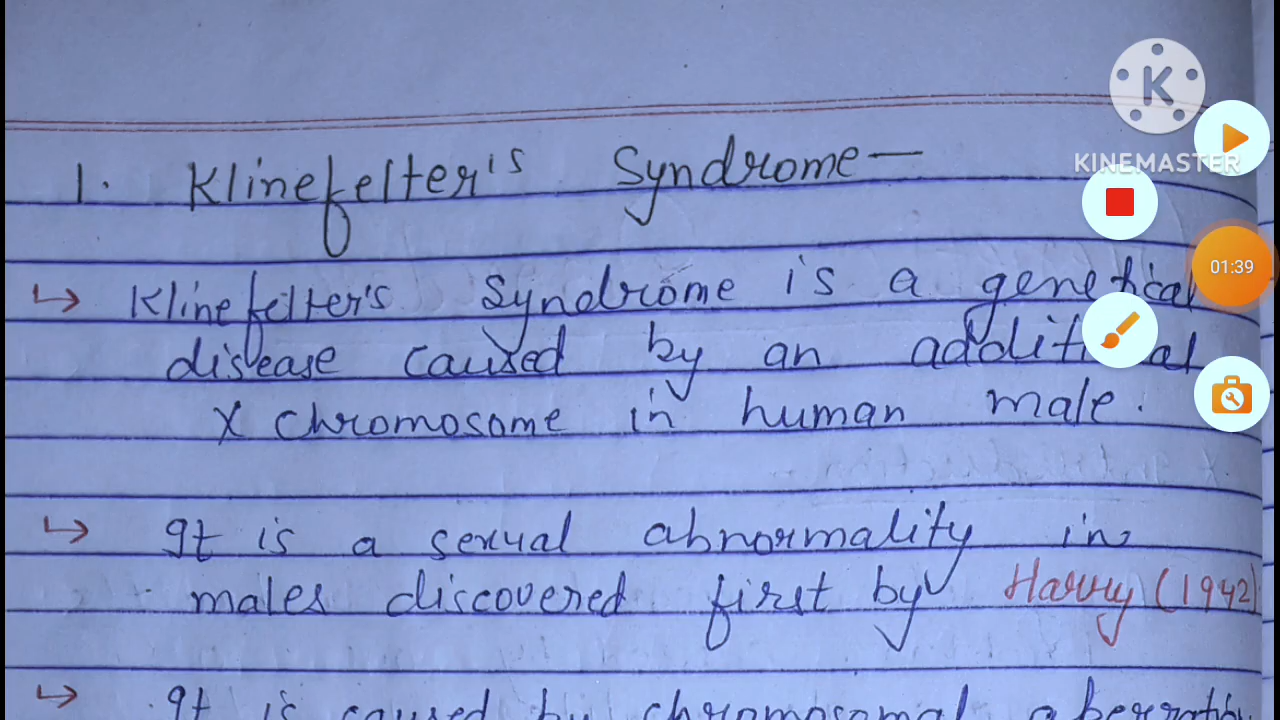 1. Klinefelter's Syndrome —
↳ Klinefelter's Syndrome is a genetical
disease caused by an additional
X chromosome in human male.
↳ It is a sexual abnormality in
males discovered first by Harry (1942)
↳ It is caused by chromosomal aberration
K
KINEMASTER
01:39